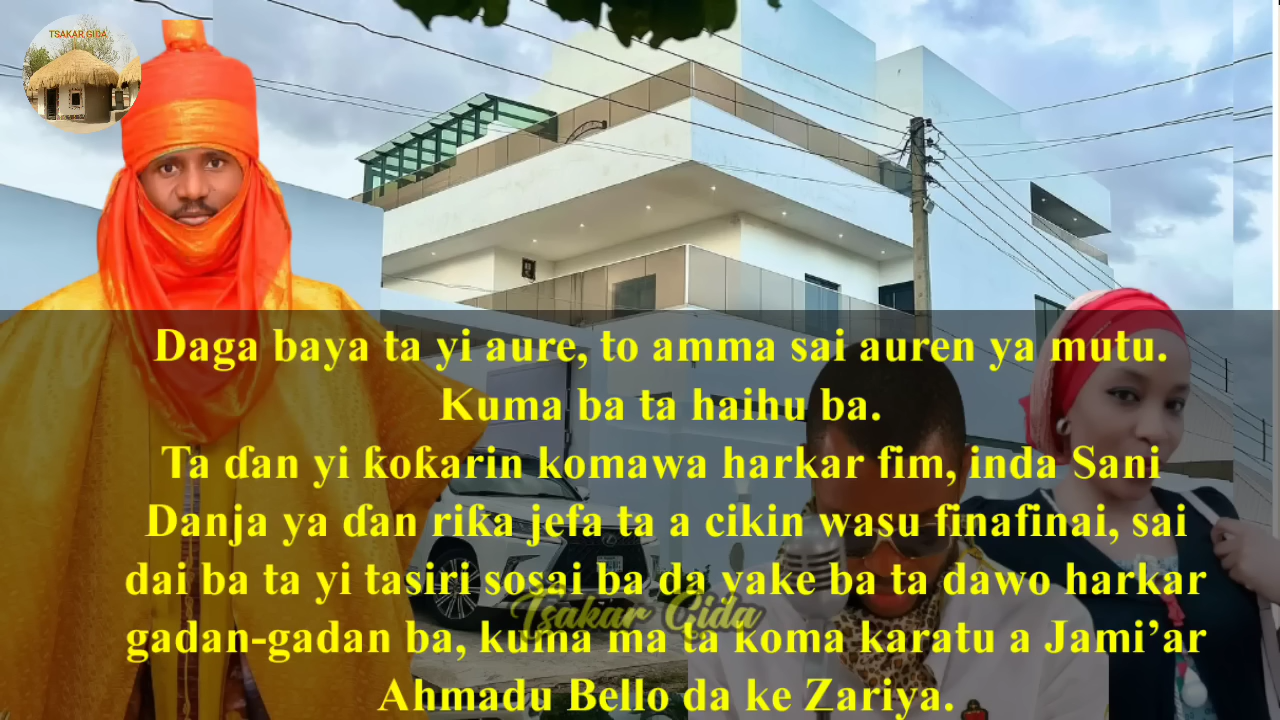 TSAKAR GIDA
Daga baya ta yi aure, to amma sai auren ya mutu.
Kuma ba ta haihu ba.
Ta ɗan yi ƙoƙarin komawa harkar fim, inda Sani
Danja ya ɗan riƙa jefa ta a cikin wasu finafinai, sai
dai ba ta yi tasiri sosai ba da yake ba ta dawo harkar
gadan-gadan ba, kuma ma ta koma karatu a Jami’ar
Ahmadu Bello da ke Zariya.
Tsakar Gida